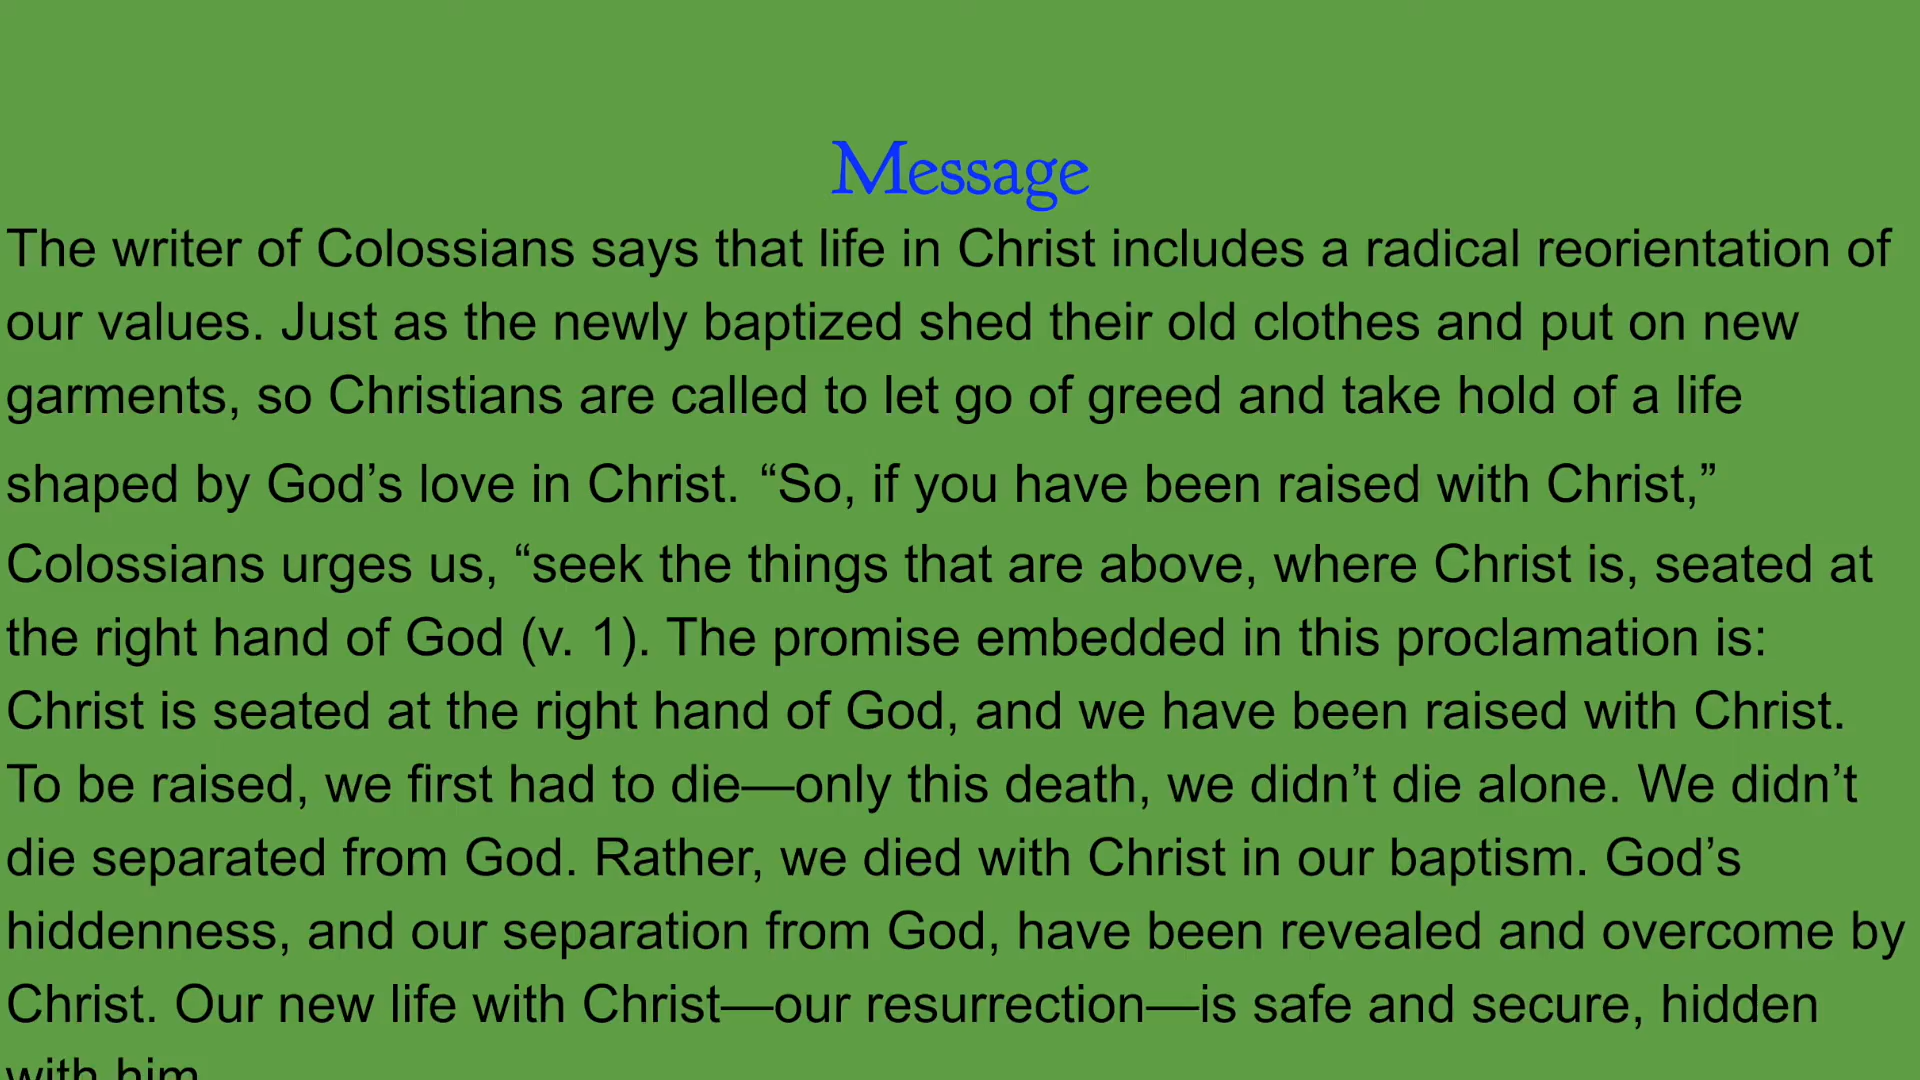 Message
The writer of Colossians says that life in Christ includes a radical reorientation of
our values. Just as the newly baptized shed their old clothes and put on new
garments, so Christians are called to let go of greed and take hold of a life
shaped by God’s love in Christ. “So, if you have been raised with Christ,”
Colossians urges us, “seek the things that are above, where Christ is, seated at
the right hand of God (v. 1). The promise embedded in this proclamation is:
Christ is seated at the right hand of God, and we have been raised with Christ.
To be raised, we first had to die—only this death, we didn’t die alone. We didn’t
die separated from God. Rather, we died with Christ in our baptism. God’s
hiddenness, and our separation from God, have been revealed and overcome by
Christ. Our new life with Christ—our resurrection—is safe and secure, hidden
with him